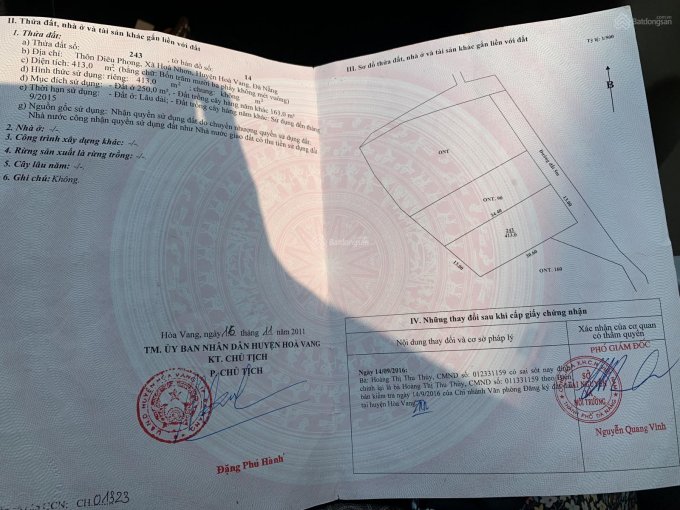 II. Thửa đất, nhà ở và tài sản khác gắn liền với đất
1. Thửa đất:
a) Thửa đất số: 243 , tờ bản đồ số: 14
b) Địa chỉ: Thôn Diêu Phong, Xã Hoà Nhơn, Huyện Hoà Vang, Đà Nẵng
c) Diện tích: 413,0 m² (bằng chữ: Bốn trăm mười ba phẩy không mét vuông)
d) Hình thức sử dụng: riêng: 413,0 m² chung: không m²
đ) Mục đích sử dụng: - Đất ở 250,0 m², - Đất trồng cây hàng năm khác 163,0 m²
e) Thời hạn sử dụng: - Đất ở: Lâu dài; - Đất trồng cây hàng năm khác: Sử dụng đến tháng
9/2015
g) Nguồn gốc sử dụng: Nhận quyền sử dụng đất do chuyển nhượng quyền sử dụng đất.
Nhà nước công nhận quyền sử dụng đất như Nhà nước giao đất có thu tiền sử dụng đất
2. Nhà ở: -/-
3. Công trình xây dựng khác: -/-
4. Rừng sản xuất là rừng trồng: -/-
5. Cây lâu năm: -/-
6. Ghi chú: Không.
Hòa Vang, ngày 16 tháng 11 năm 2011
TM. ỦY BAN NHÂN DÂN HUYỆN HOÀ VANG
KT. CHỦ TỊCH
P. CHỦ TỊCH
Đặng Phú Hành
CH.01323
III. Sơ đồ thửa đất, nhà ở và tài sản khác gắn liền với đất
Tỷ lệ: 1/500
B
ONT
Đường đất 5m
ONT: 90
24.40
15.00
243
413,0
15.00
30.60
ONT: 180
IV. Những thay đổi sau khi cấp giấy chứng nhận
Nội dung thay đổi và cơ sở pháp lý
Xác nhận của cơ quan
có thẩm quyền
Ngày 14/09/2016:
Bà: Hoàng Thị Thu Thủy, CMND số 012331159 có sai sót nay
chỉnh lại là bà Hoàng Thị Thu Thủy, CMND số 011331159 theo Biên
bản kiểm tra ngày 14/9/2016 của Chi nhánh Văn phòng Đăng ký đất đai
tại huyện Hòa Vang
PHÓ GIÁM ĐỐC
SỞ
TÀI NGUYÊN
MÔI TRƯỜNG
Nguyễn Quang Vinh
Batdongsan